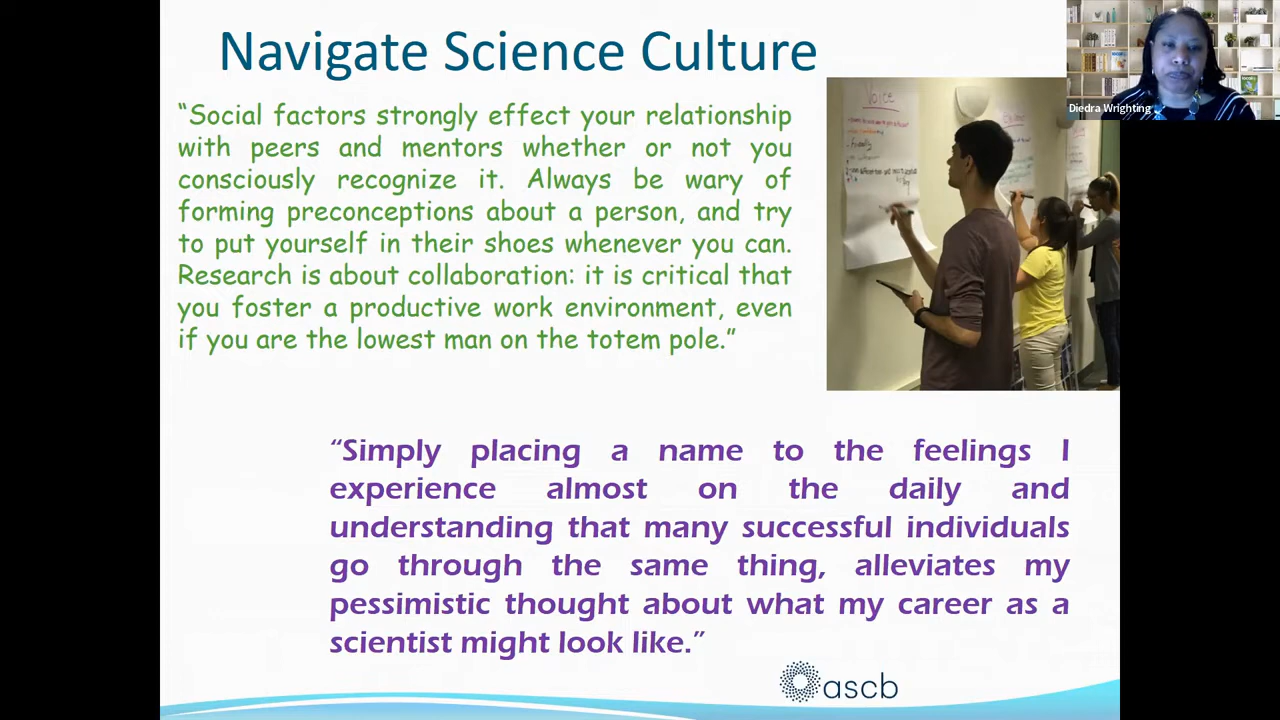 Navigate Science Culture
Diedra Wrighting
Voice
“Social factors strongly effect your relationship
with peers and mentors whether or not you
consciously recognize it. Always be wary of
forming preconceptions about a person, and try
to put yourself in their shoes whenever you can.
Research is about collaboration: it is critical that
you foster a productive work environment, even
if you are the lowest man on the totem pole.”
“Simply placing a name to the feelings I
experience almost on the daily and
understanding that many successful individuals
go through the same thing, alleviates my
pessimistic thought about what my career as a
scientist might look like.”
ascb